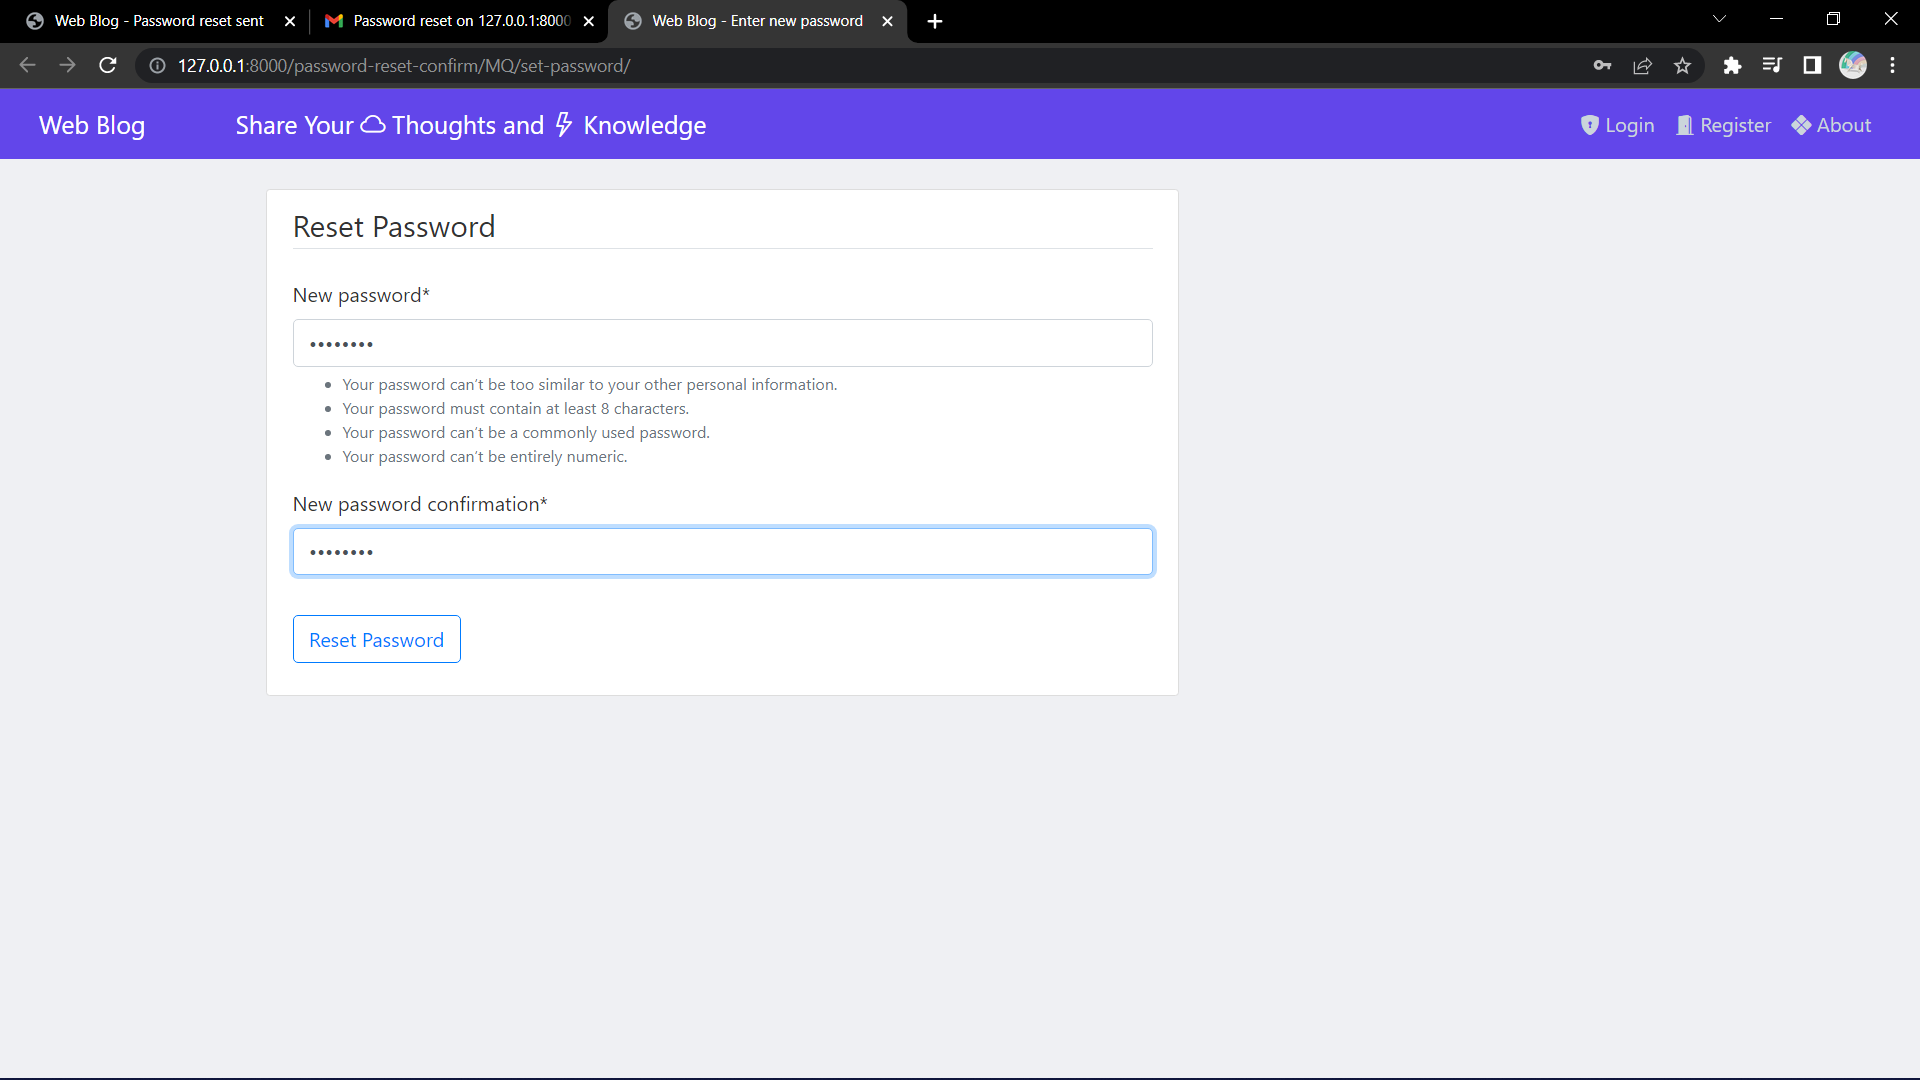 Web Blog - Password reset sent
Password reset on 127.0.0.1:8000
Web Blog - Enter new password
127.0.0.1:8000/password-reset-confirm/MQ/set-password/
Web Blog
Share Your Thoughts and Knowledge
Login
Register
About
Reset Password
New password*
••••••••
Your password can't be too similar to your other personal information.
Your password must contain at least 8 characters.
Your password can't be a commonly used password.
Your password can't be entirely numeric.
New password confirmation*
••••••••
Reset Password